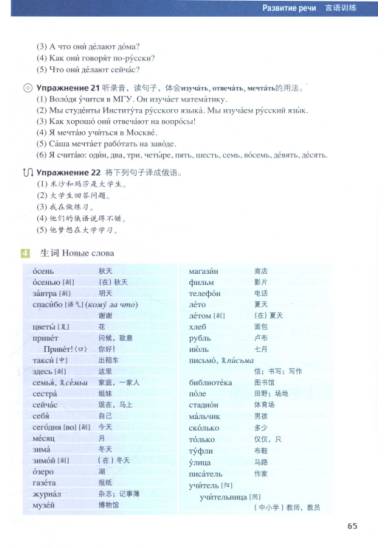 Развитие речи 言语训练
(3) А что они́ де́лают до́ма?
(4) Как они́ говоря́т по-ру́сски?
(5) Что они́ де́лают сейча́с?
Упражнение 21 听录音，读句子，体会изуча́ть, отвеча́ть, мечта́ть的用法。
(1) Воло́дя у́чится в МГУ. Он изуча́ет матема́тику.
(2) Мы студе́нты Институ́та ру́сского языка́. Мы изуча́ем ру́сский язы́к.
(3) Как хорошо́ они́ отвеча́ют на вопро́сы!
(4) Я мечта́ю учи́ться в Москве́.
(5) Са́ша мечта́ет рабо́тать на заво́де.
(6) Я счита́ю: оди́н, два, три, четы́ре, пять, шесть, семь, во́семь, де́вять, де́сять.
Упражнение 22 将下列句子译成俄语。
(1) 米沙和玛莎是大学生。
(2) 大学生回答问题。
(3) 我在做练习。
(4) 他们的俄语说得不错。
(5) 他梦想在大学学习。
4 生词 Новые слова
о́сень 秋天
о́сенью [副] (在) 秋天
за́втра [副] 明天
спаси́бо [语气] (кому́ за что)
谢谢
цветы́ [复] 花
приве́т 问候，致意
Приве́т! <口> 你好!
такси́ [中] 出租车
здесь [副] 这里
семья́, 复се́мьи 家庭，一家人
сестра́ 姐妹
сейча́с 现在，马上
себя́ 自己
сего́дня [во] [副] 今天
ме́сяц 月
зима́ 冬天
зимо́й [副] (在) 冬天
о́зеро 湖
газе́та 报纸
журна́л 杂志；记事簿
музе́й 博物馆
магази́н 商店
фильм 影片
телефо́н 电话
ле́то 夏天
ле́том [副] (在) 夏天
хлеб 面包
рубль 卢布
ию́ль 七月
письмо́, 复пи́сьма
信；书写；写作
библиоте́ка 图书馆
по́ле 田野；场地
стадио́н 体育场
ма́льчик 男孩
ско́лько 多少
то́лько 仅仅，只
ту́фли 布鞋
у́лица 马路
писа́тель 作家
учи́тель [阳]
учи́тельница [阴]
(中小学) 教师，教员
65